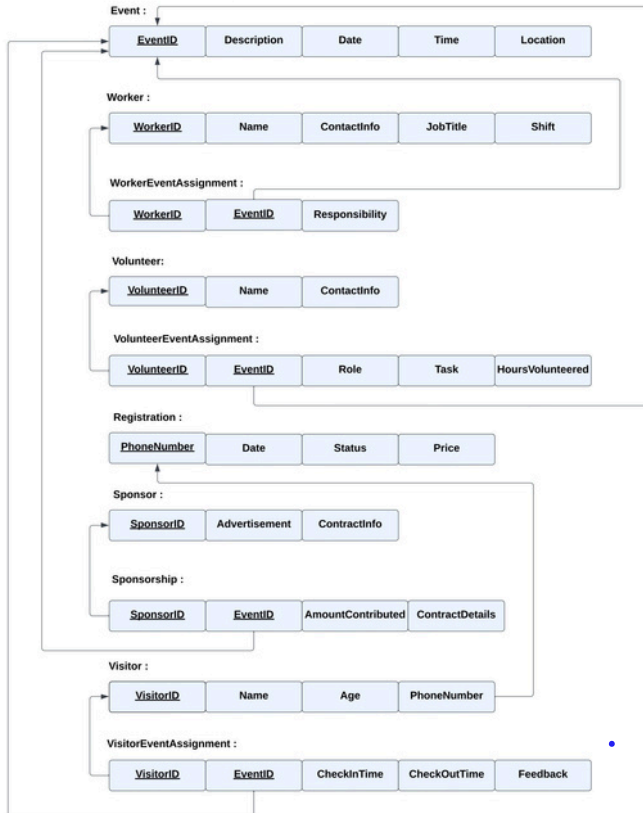 Event :
EventID Description Date Time Location
Worker :
WorkerID Name ContactInfo JobTitle Shift
WorkerEventAssignment :
WorkerID EventID Responsibility
Volunteer:
VolunteerID Name ContactInfo
VolunteerEventAssignment :
VolunteerID EventID Role Task HoursVolunteered
Registration :
PhoneNumber Date Status Price
Sponsor :
SponsorID Advertisement ContractInfo
Sponsorship :
SponsorID EventID AmountContributed ContractDetails
Visitor :
VisitorID Name Age PhoneNumber
VisitorEventAssignment :
VisitorID EventID CheckInTime CheckOutTime Feedback